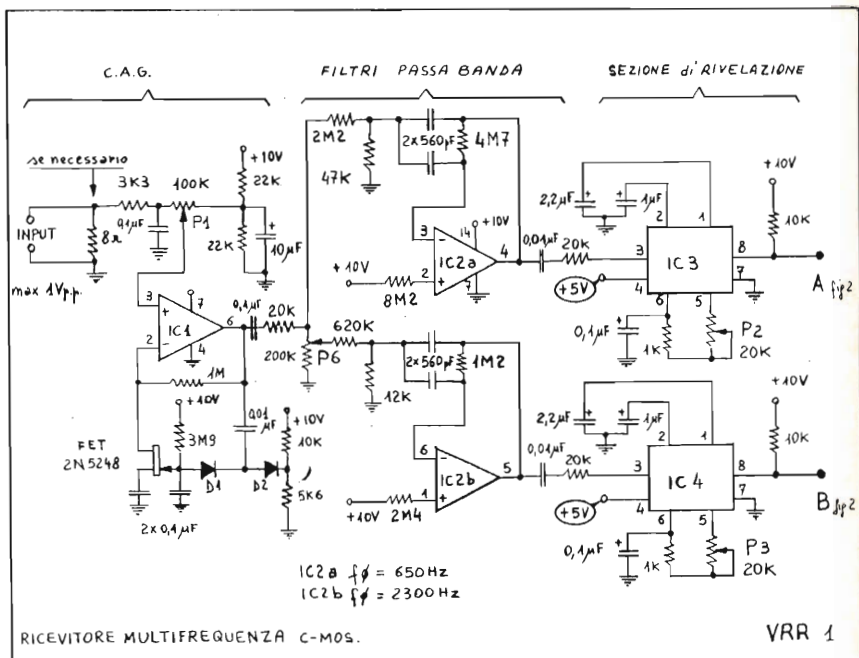 C.A.G.
FILTRI PASSA BANDA
SEZIONE di RIVELAZIONE
se necessario
3K3
100K
+10V
22K
0,1µF
P1
22K
10µF
INPUT
8Ω
max 1Vp.p.
3
7
IC1
6
2
4
0,1µF
20K
1M
+10V
3M9
0,01 µF
+10V
10K
FET
2N5248
D1
D2
5K6
2x0,1µF
2M2
47K
2x560pF
4M7
3
14
+10V
IC2a
4
+10V
2
7
8M2
0,01µF
20K
620K
200K
P6
12K
2x560pF
1M2
6
IC2b
5
1
+10V
2M4
0,01µF
20K
2,2µF
1µF
2
1
+10V
10K
3
IC3
8
7
+5V
4
6
5
A fig2
0,1µF
1K
P2
20K
2,2µF
1µF
2
1
+10V
10K
3
IC4
8
7
+5V
4
6
5
B fig2
0,1µF
1K
P3
20K
IC2a fø = 650Hz
IC2b fø = 2300Hz
RICEVITORE MULTIFREQUENZA C-MOS.
VRR 1